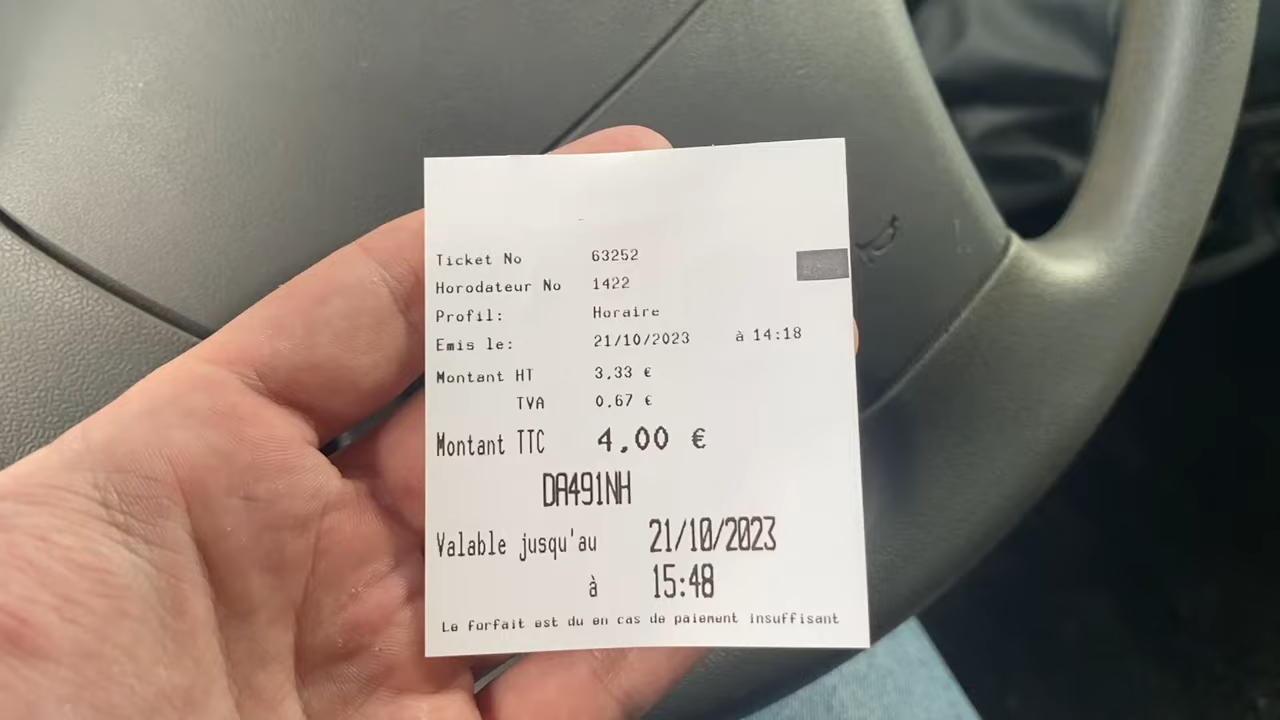 Ticket No 63252
Horodateur No 1422
Profil: Horaire
Emis le: 21/10/2023 à 14:18
Montant HT 3,33 €
TVA 0,67 €
Montant TTC 4,00 €
DA491NH
Valable jusqu'au 21/10/2023
à 15:48
Le forfait est du en cas de paiement insuffisant